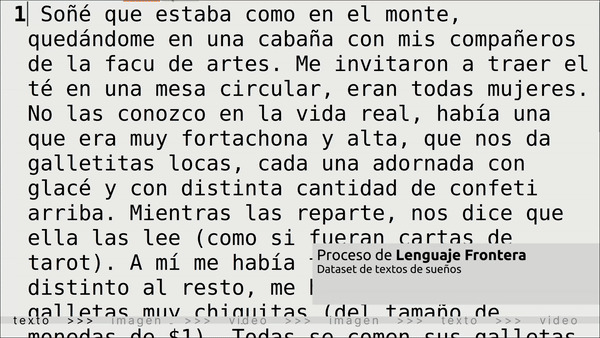 1 Soñé que estaba como en el monte,
quedándome en una cabaña con mis compañeros
de la facu de artes. Me invitaron a traer el
té en una mesa circular, eran todas mujeres.
No las conozco en la vida real, había una
que era muy fortachona y alta, que nos da
galletitas locas, cada una adornada con
glacé y con distinta cantidad de confeti
arriba. Mientras las reparte, nos dice que
ella las lee (como si fueran cartas de
tarot). A mí me había
distinto al resto, me
galletas muy chiquitas (del tamaño de
monedas de $1). Todas se comen sus galletas
Proceso de Lenguaje Frontera
Dataset de textos de sueños
texto >>> imagen >>> video >>> imagen >>> texto >>> video